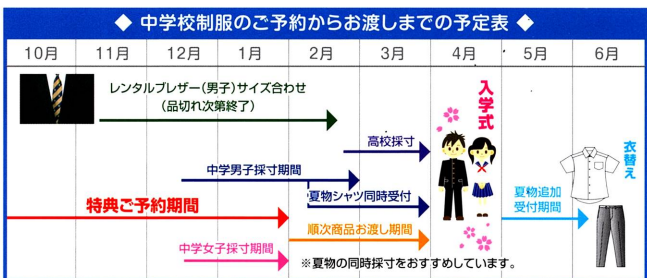 ◆ 中学校制服のご予約からお渡しまでの予定表 ◆
10月 11月 12月 1月 2月 3月 4月 5月 6月
レンタルブレザー(男子)サイズ合わせ
(品切れ次第終了)
入学式
高校採寸
衣替え
中学男子採寸期間
夏物シャツ同時受付
夏物追加
受付期間
特典ご予約期間
順次商品お渡し期間
中学女子採寸期間
※夏物の同時採寸をおすすめしています。